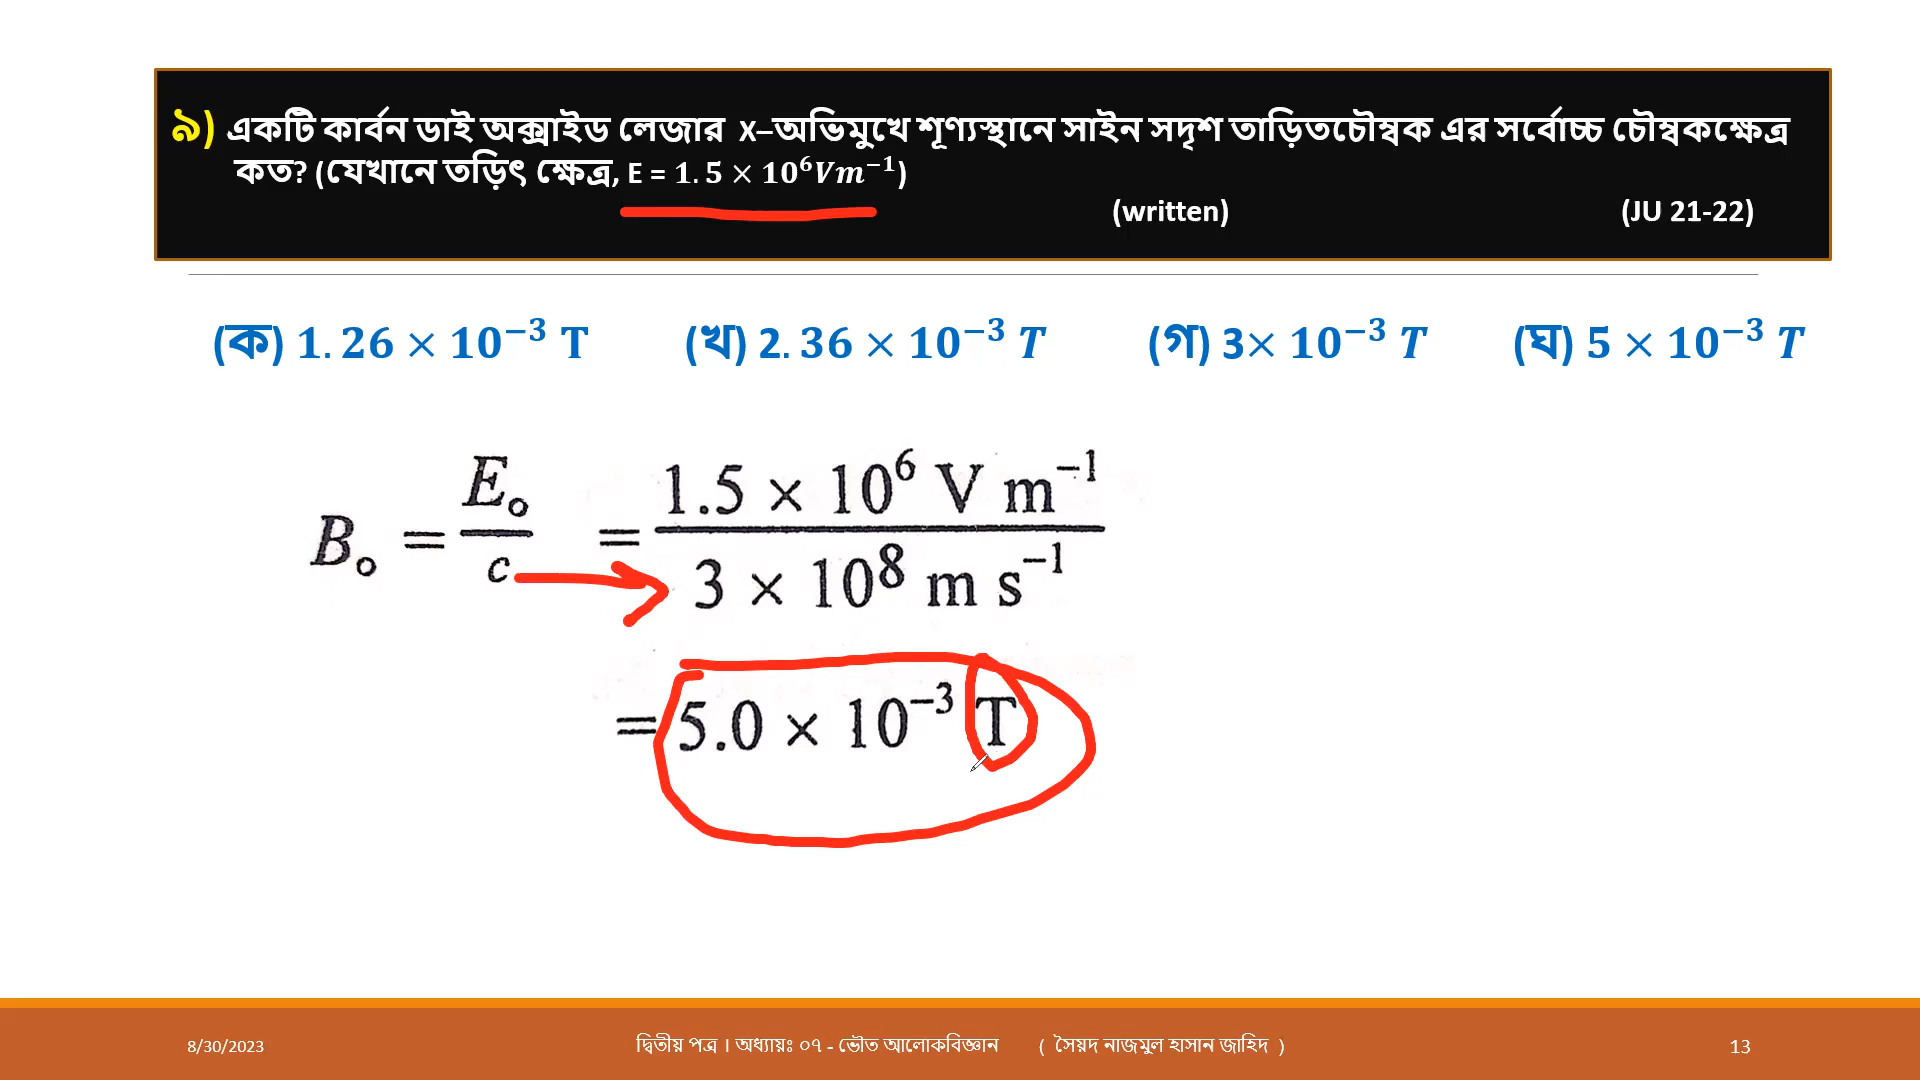 ৯) একটি কার্বন ডাই অক্সাইড লেজার X–অভিমুখে শূণ্যস্থানে সাইন সদৃশ তাড়িতচৌম্বক এর সর্বোচ্চ চৌম্বকক্ষেত্র
কত? (যেখানে তড়িৎ ক্ষেত্র, E = 1.5 × 10⁶Vm⁻¹)
(written) (JU 21-22)
(ক) 1.26 × 10⁻³ T (খ) 2.36 × 10⁻³ T (গ) 3× 10⁻³ T (ঘ) 5 × 10⁻³ T
B₀ = E₀/c = 1.5 × 10⁶ V m⁻¹ / 3 × 10⁸ m s⁻¹
= 5.0 × 10⁻³ T
8/30/2023 দ্বিতীয় পত্র । অধ্যায়ঃ ০৭ - ভৌত আলোকবিজ্ঞান ( সৈয়দ নাজমুল হাসান জাহিদ ) 13